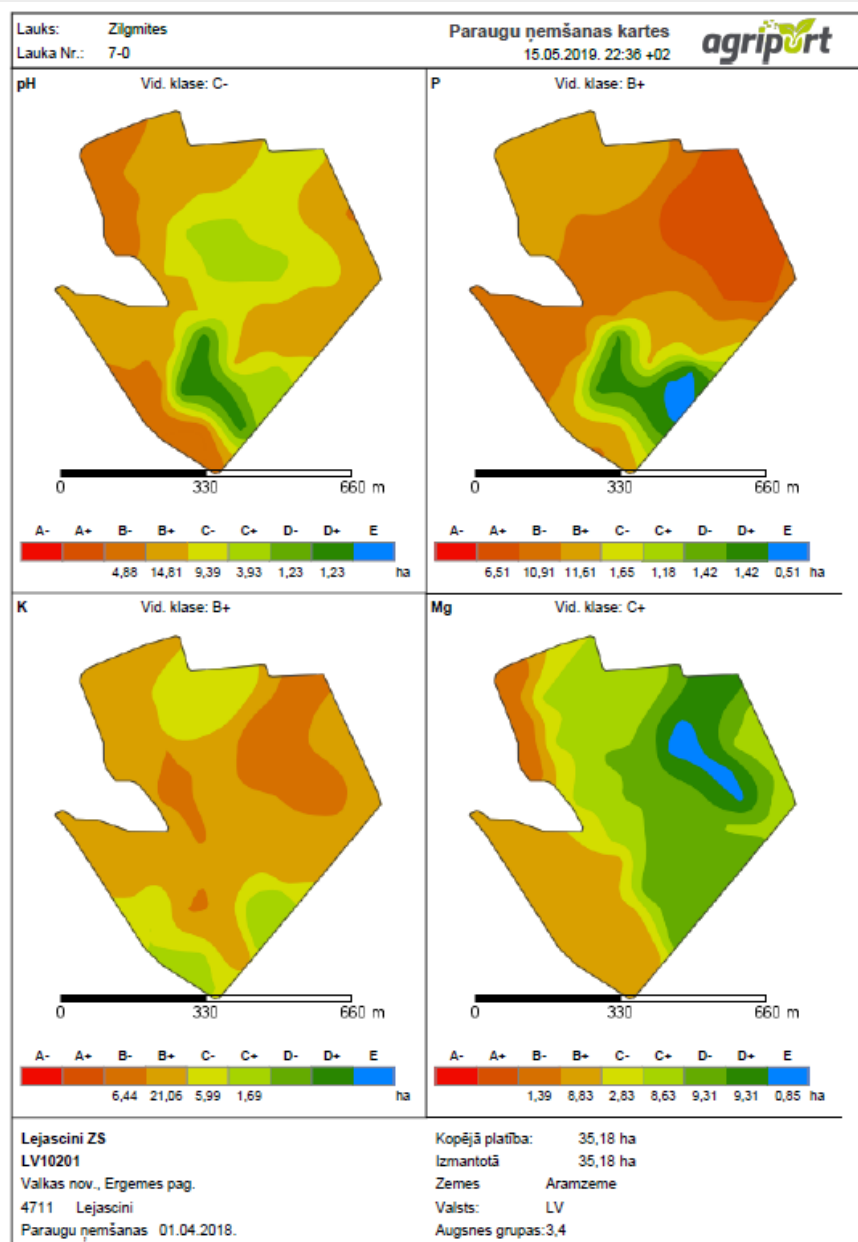 Lauks: Zilgmites
Lauka Nr.: 7-0
Paraugu ņemšanas kartes
15.05.2019. 22:36 +02
agriport
pH Vid. klase: C-
0 330 660 m
A- A+ B- B+ C- C+ D- D+ E
4,88 14,81 9,39 3,93 1,23 1,23 ha
P Vid. klase: B+
0 330 660 m
A- A+ B- B+ C- C+ D- D+ E
6,51 10,91 11,61 1,65 1,18 1,42 1,42 0,51 ha
K Vid. klase: B+
0 330 660 m
A- A+ B- B+ C- C+ D- D+ E
6,44 21,06 5,99 1,69 ha
Mg Vid. klase: C+
0 330 660 m
A- A+ B- B+ C- C+ D- D+ E
1,39 8,83 2,83 8,63 9,31 9,31 0,85 ha
Lejascini ZS
LV10201
Valkas nov., Ergemes pag.
4711 Lejascini
Paraugu ņemšanas 01.04.2018.
Kopējā platība: 35,18 ha
Izmantotā 35,18 ha
Zemes Aramzeme
Valsts: LV
Augsnes grupas:3,4